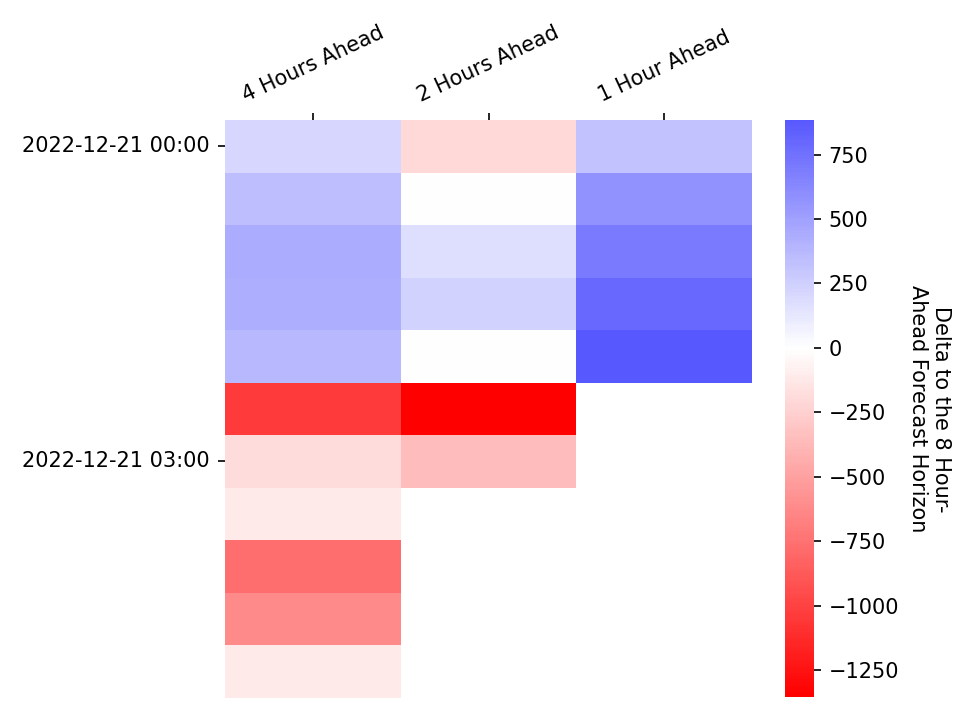 4 Hours Ahead
2 Hours Ahead
1 Hour Ahead
2022-12-21 00:00
2022-12-21 03:00
750
500
250
0
−250
−500
−750
−1000
−1250
Delta to the 8 Hour-
Ahead Forecast Horizon